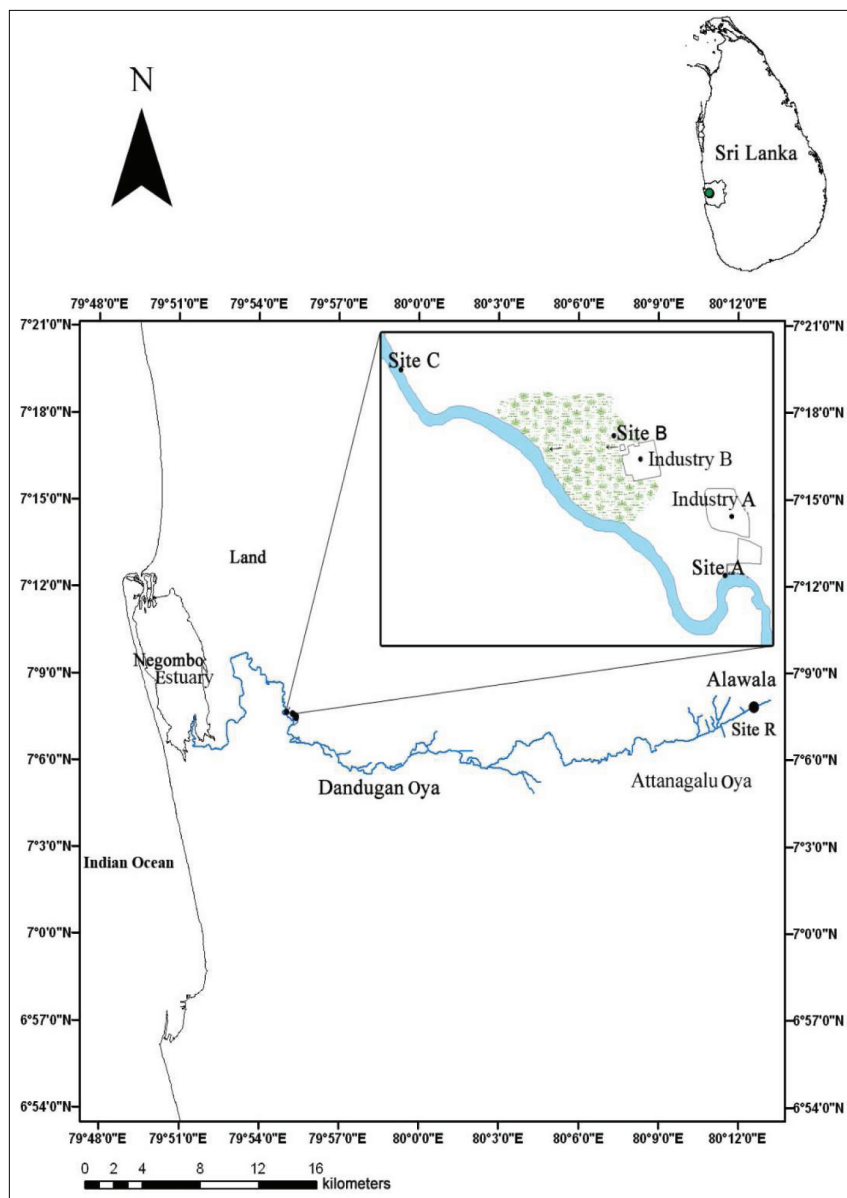 N
Sri Lanka
79°48'0"E 79°51'0"E 79°54'0"E 79°57'0"E 80°0'0"E 80°3'0"E 80°6'0"E 80°9'0"E 80°12'0"E
7°21'0"N 7°21'0"N
Site C
7°18'0"N 7°18'0"N
Site B
Industry B
7°15'0"N Industry A 7°15'0"N
Land
Site A
7°12'0"N 7°12'0"N
7°9'0"N 7°9'0"N
Negombo
Estuary
Alawala
Site R
7°6'0"N 7°6'0"N
Dandugan Oya
Attanagalu Oya
7°3'0"N 7°3'0"N
Indian Ocean
7°0'0"N 7°0'0"N
6°57'0"N 6°57'0"N
6°54'0"N 6°54'0"N
79°48'0"E 79°51'0"E 79°54'0"E 79°57'0"E 80°0'0"E 80°3'0"E 80°6'0"E 80°9'0"E 80°12'0"E
0 2 4 8 12 16
kilometers